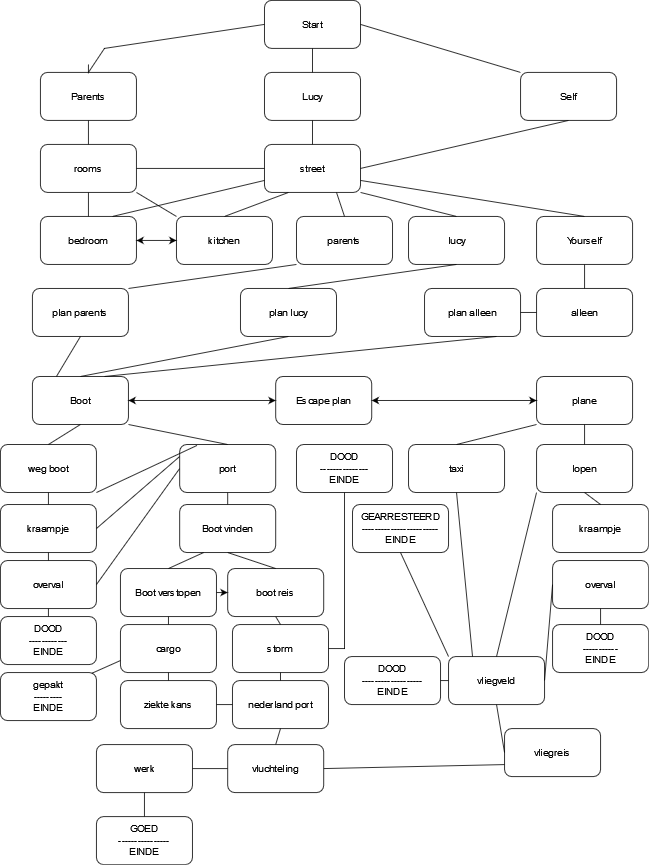 Start
Parents
Lucy
Self
rooms
street
bedroom
kitchen
parents
lucy
Yourself
plan parents
plan lucy
plan alleen
alleen
Boot
Escape plan
plane
weg boot
port
DOOD
---------------
EINDE
taxi
lopen
kraampje
Boot vinden
GEARRESTEERD
------------------------
EINDE
kraampje
overval
Boot verstopen
boot reis
overval
DOOD
------------
EINDE
cargo
storm
DOOD
-----------
EINDE
gepakt
---------
EINDE
ziekte kans
nederland port
DOOD
-------------------
EINDE
vliegveld
werk
vluchteling
vliegreis
GOED
----------------
EINDE